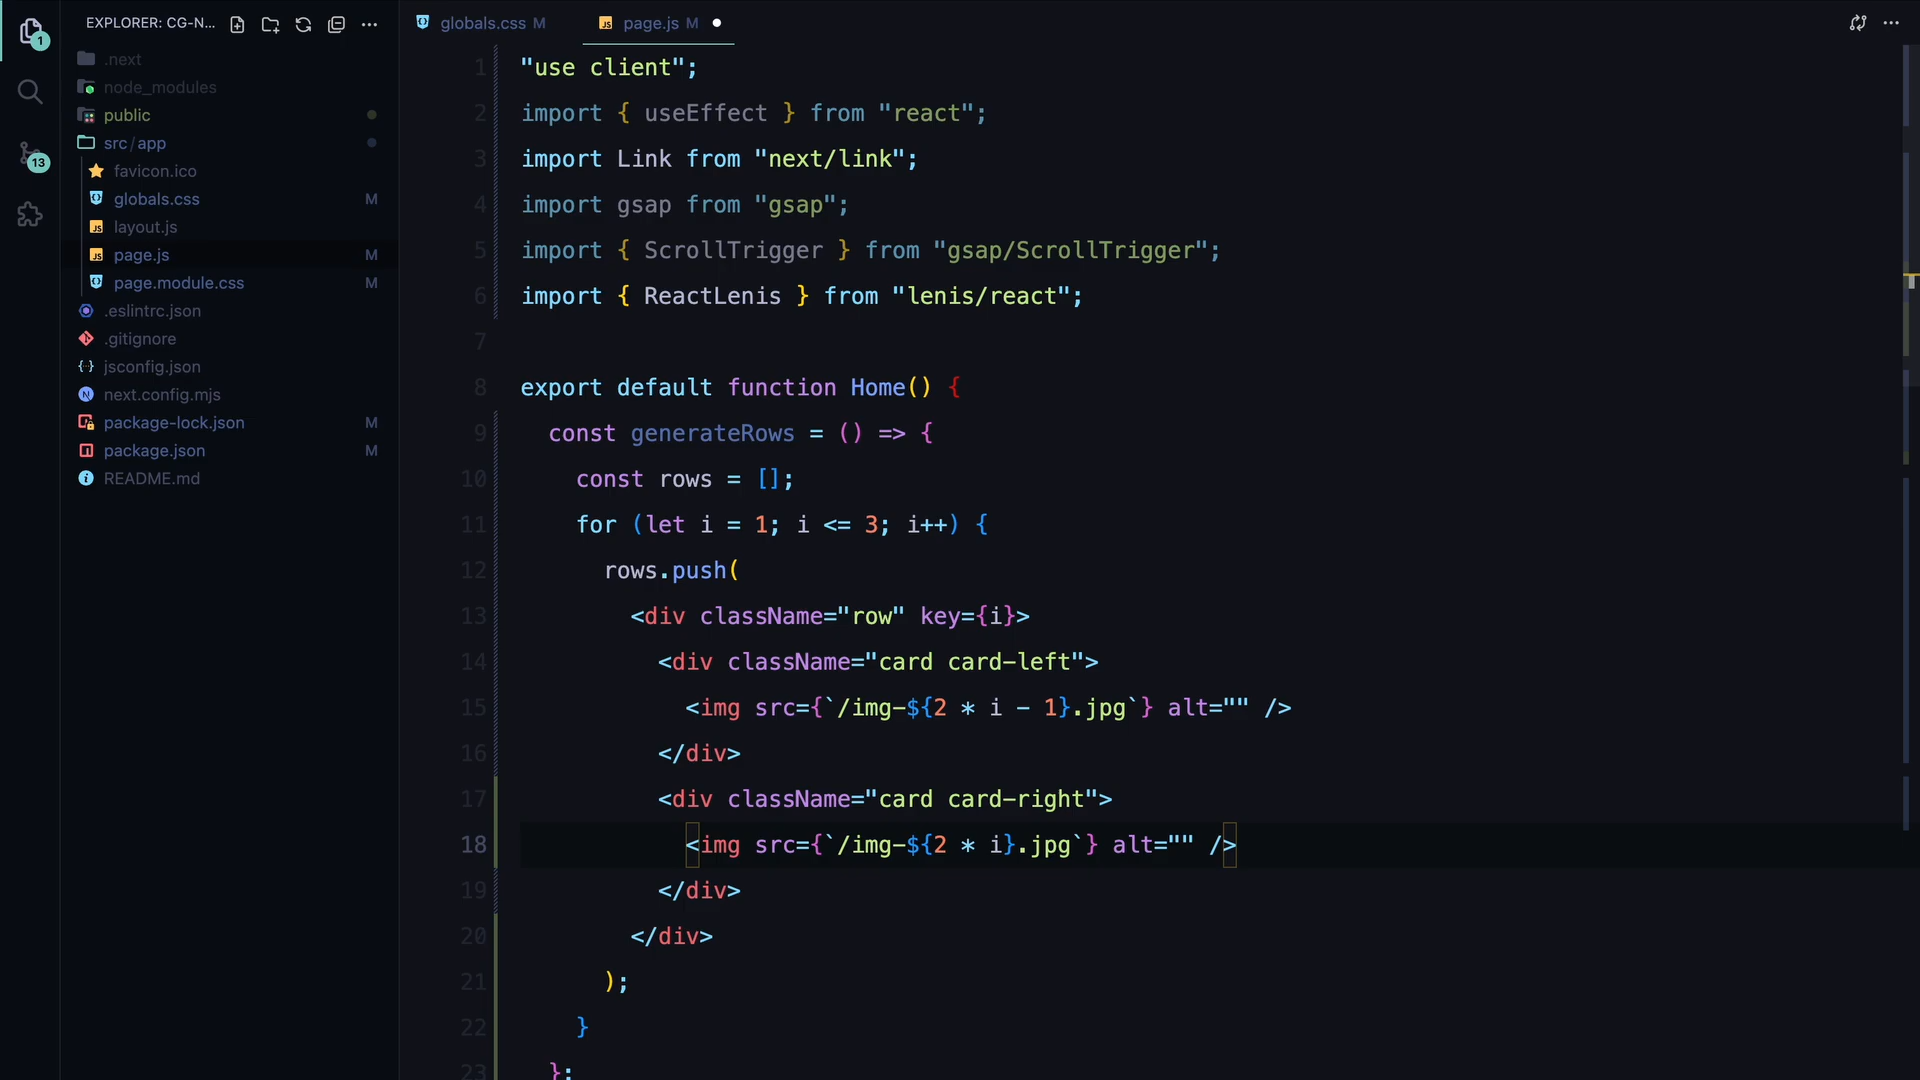 EXPLORER: CG-N...
1
13
.next
node_modules
public
src/app
favicon.ico
globals.css M
layout.js
page.js M
page.module.css M
.eslintrc.json
.gitignore
jsconfig.json
next.config.mjs
package-lock.json M
package.json M
README.md
globals.css M
page.js M
1 "use client";
2 import { useEffect } from "react";
3 import Link from "next/link";
4 import gsap from "gsap";
5 import { ScrollTrigger } from "gsap/ScrollTrigger";
6 import { ReactLenis } from "lenis/react";
7
8 export default function Home() {
9 const generateRows = () => {
10 const rows = [];
11 for (let i = 1; i <= 3; i++) {
12 rows.push(
13 <div className="row" key={i}>
14 <div className="card card-left">
15 <img src={`/img-${2 * i - 1}.jpg`} alt="" />
16 </div>
17 <div className="card card-right">
18 <img src={`/img-${2 * i}.jpg`} alt="" />
19 </div>
20 </div>
21 );
22 }
23 };